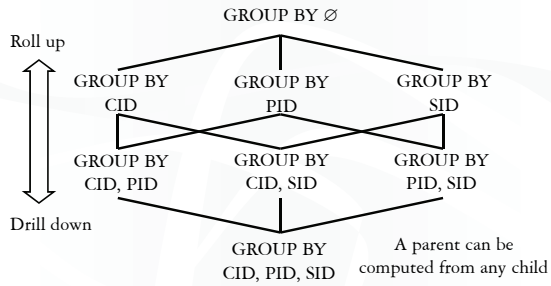 GROUP BY ∅
Roll up
GROUP BY
CID
GROUP BY
PID
GROUP BY
SID
GROUP BY
CID, PID
GROUP BY
CID, SID
GROUP BY
PID, SID
Drill down
GROUP BY
CID, PID, SID
A parent can be
computed from any child